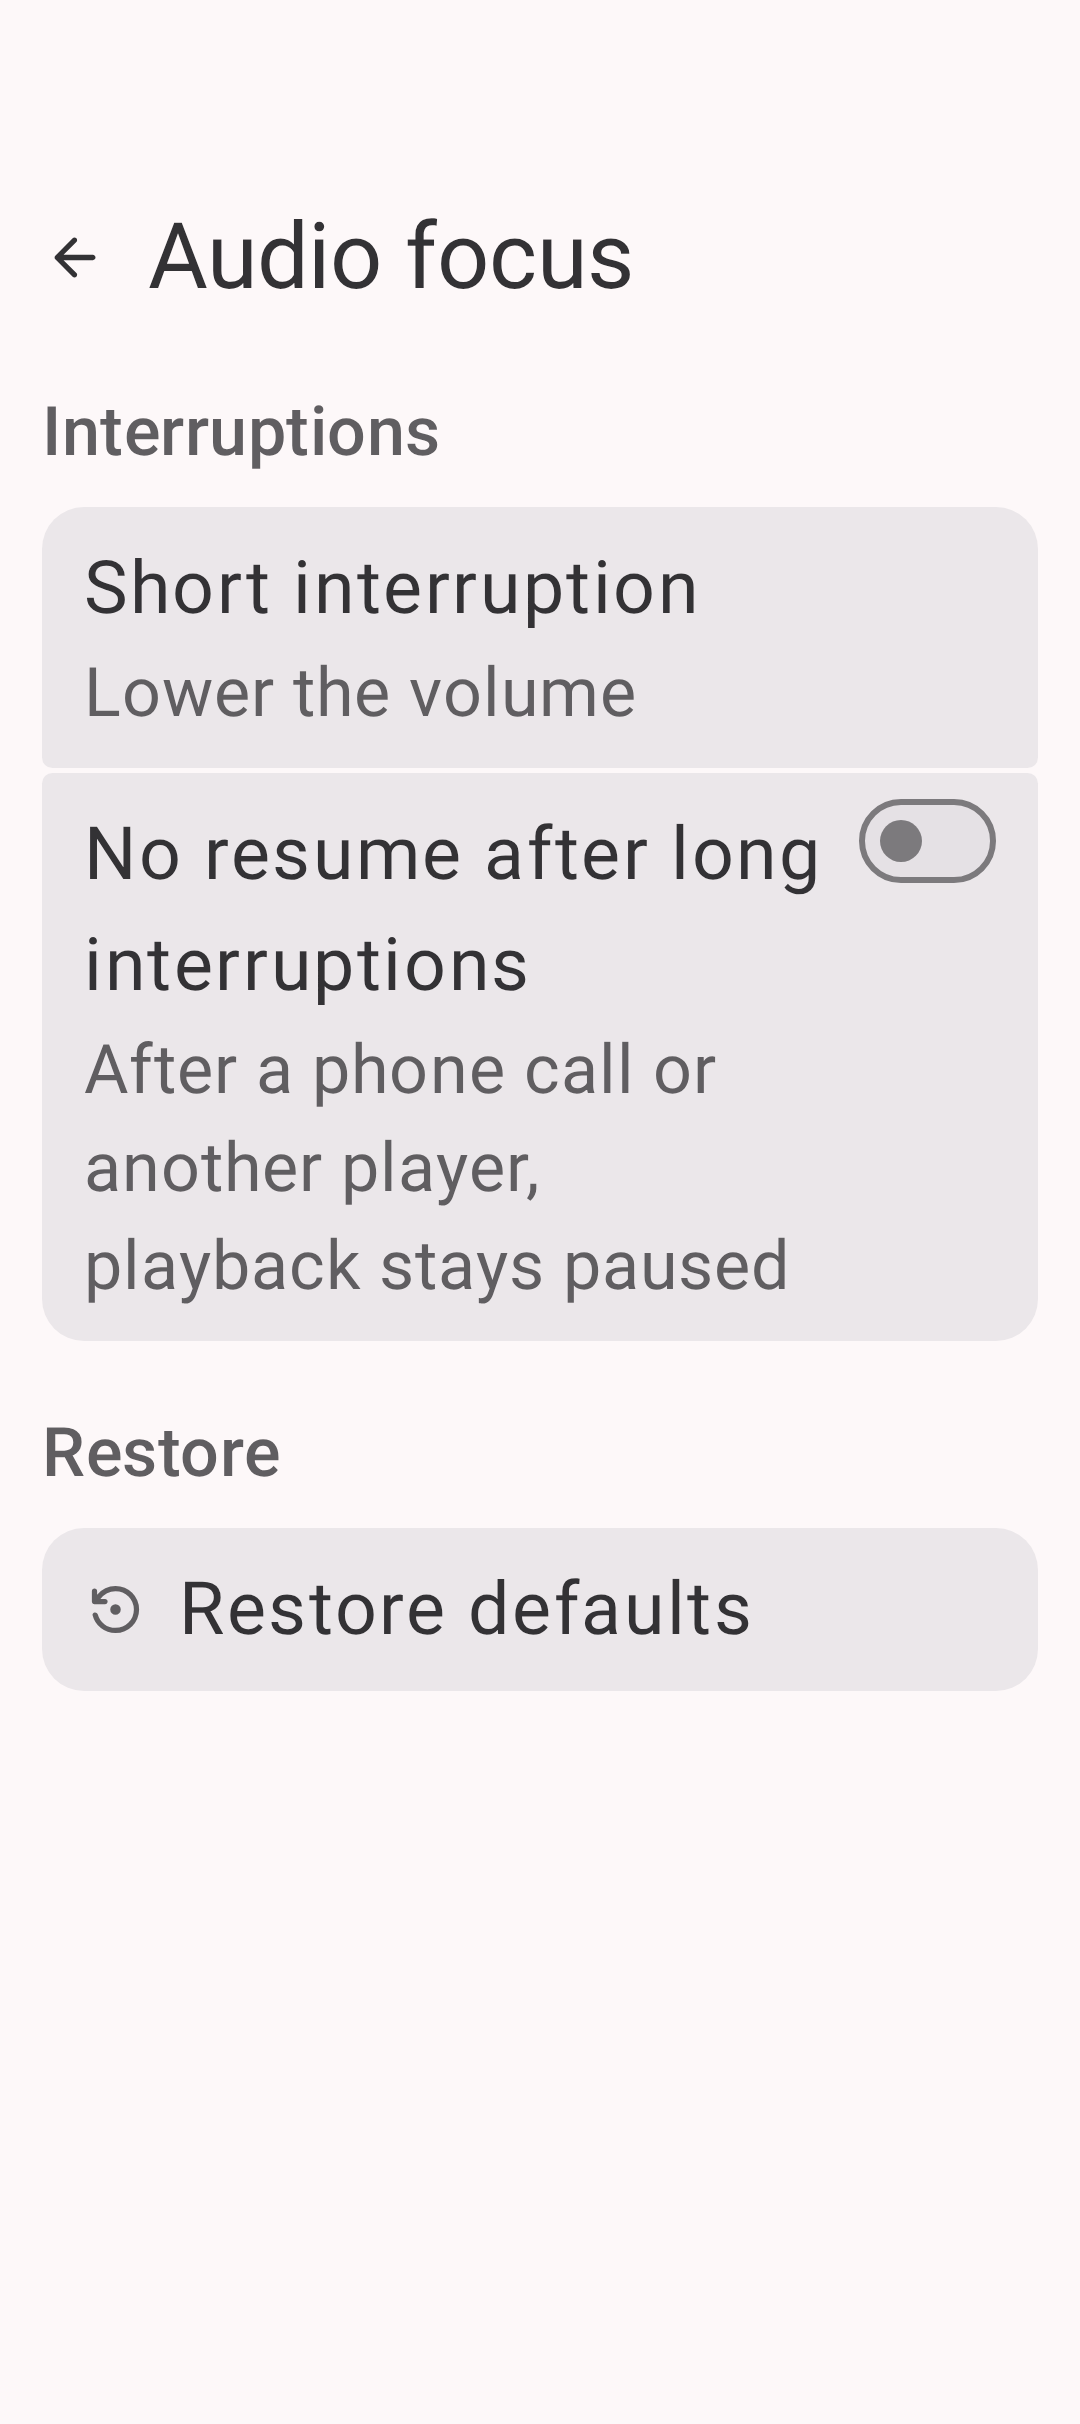 Audio focus
Interruptions
Short interruption
Lower the volume
No resume after long
interruptions
After a phone call or
another player,
playback stays paused
Restore
Restore defaults